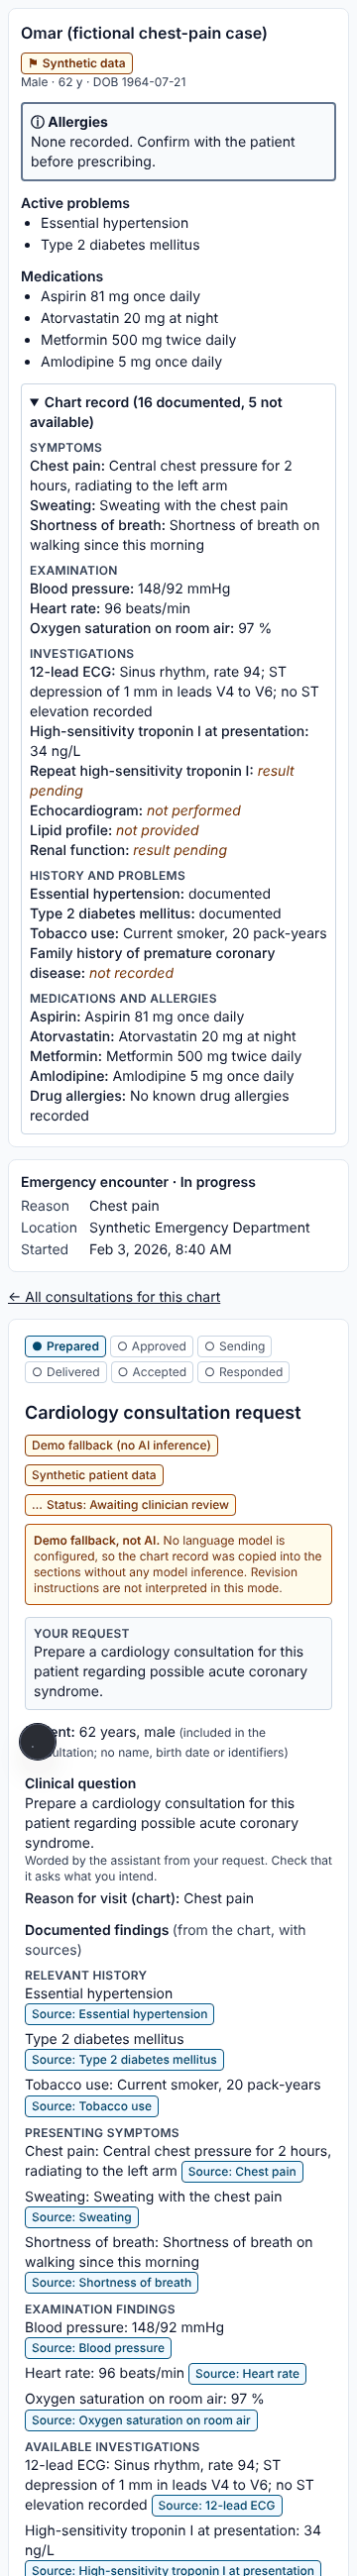 Omar (fictional chest-pain case)
⚑ Synthetic data
Male · 62 y · DOB 1964-07-21
ⓘ Allergies
None recorded. Confirm with the patient
before prescribing.
Active problems
• Essential hypertension
• Type 2 diabetes mellitus
Medications
• Aspirin 81 mg once daily
• Atorvastatin 20 mg at night
• Metformin 500 mg twice daily
• Amlodipine 5 mg once daily
▼ Chart record (16 documented, 5 not
available)
SYMPTOMS
Chest pain: Central chest pressure for 2
hours, radiating to the left arm
Sweating: Sweating with the chest pain
Shortness of breath: Shortness of breath on
walking since this morning
EXAMINATION
Blood pressure: 148/92 mmHg
Heart rate: 96 beats/min
Oxygen saturation on room air: 97 %
INVESTIGATIONS
12-lead ECG: Sinus rhythm, rate 94; ST
depression of 1 mm in leads V4 to V6; no ST
elevation recorded
High-sensitivity troponin I at presentation:
34 ng/L
Repeat high-sensitivity troponin I: result
pending
Echocardiogram: not performed
Lipid profile: not provided
Renal function: result pending
HISTORY AND PROBLEMS
Essential hypertension: documented
Type 2 diabetes mellitus: documented
Tobacco use: Current smoker, 20 pack-years
Family history of premature coronary
disease: not recorded
MEDICATIONS AND ALLERGIES
Aspirin: Aspirin 81 mg once daily
Atorvastatin: Atorvastatin 20 mg at night
Metformin: Metformin 500 mg twice daily
Amlodipine: Amlodipine 5 mg once daily
Drug allergies: No known drug allergies
recorded
Emergency encounter · In progress
Reason Chest pain
Location Synthetic Emergency Department
Started Feb 3, 2026, 8:40 AM
← All consultations for this chart
● Prepared ○ Approved ○ Sending
○ Delivered ○ Accepted ○ Responded
Cardiology consultation request
Demo fallback (no AI inference)
Synthetic patient data
… Status: Awaiting clinician review
Demo fallback, not AI. No language model is
configured, so the chart record was copied into the
sections without any model inference. Revision
instructions are not interpreted in this mode.
YOUR REQUEST
Prepare a cardiology consultation for this
patient regarding possible acute coronary
syndrome.
62 years, male (included in the
no name, birth date or identifiers)
Clinical question
Prepare a cardiology consultation for this
patient regarding possible acute coronary
syndrome.
Worded by the assistant from your request. Check that
it asks what you intend.
Reason for visit (chart): Chest pain
Documented findings (from the chart, with
sources)
RELEVANT HISTORY
Essential hypertension
Source: Essential hypertension
Type 2 diabetes mellitus
Source: Type 2 diabetes mellitus
Tobacco use: Current smoker, 20 pack-years
Source: Tobacco use
PRESENTING SYMPTOMS
Chest pain: Central chest pressure for 2 hours,
radiating to the left arm Source: Chest pain
Sweating: Sweating with the chest pain
Source: Sweating
Shortness of breath: Shortness of breath on
walking since this morning
Source: Shortness of breath
EXAMINATION FINDINGS
Blood pressure: 148/92 mmHg
Source: Blood pressure
Heart rate: 96 beats/min Source: Heart rate
Oxygen saturation on room air: 97 %
Source: Oxygen saturation on room air
AVAILABLE INVESTIGATIONS
12-lead ECG: Sinus rhythm, rate 94; ST
depression of 1 mm in leads V4 to V6; no ST
elevation recorded Source: 12-lead ECG
High-sensitivity troponin I at presentation: 34
ng/L
Source: High-sensitivity troponin I at presentation